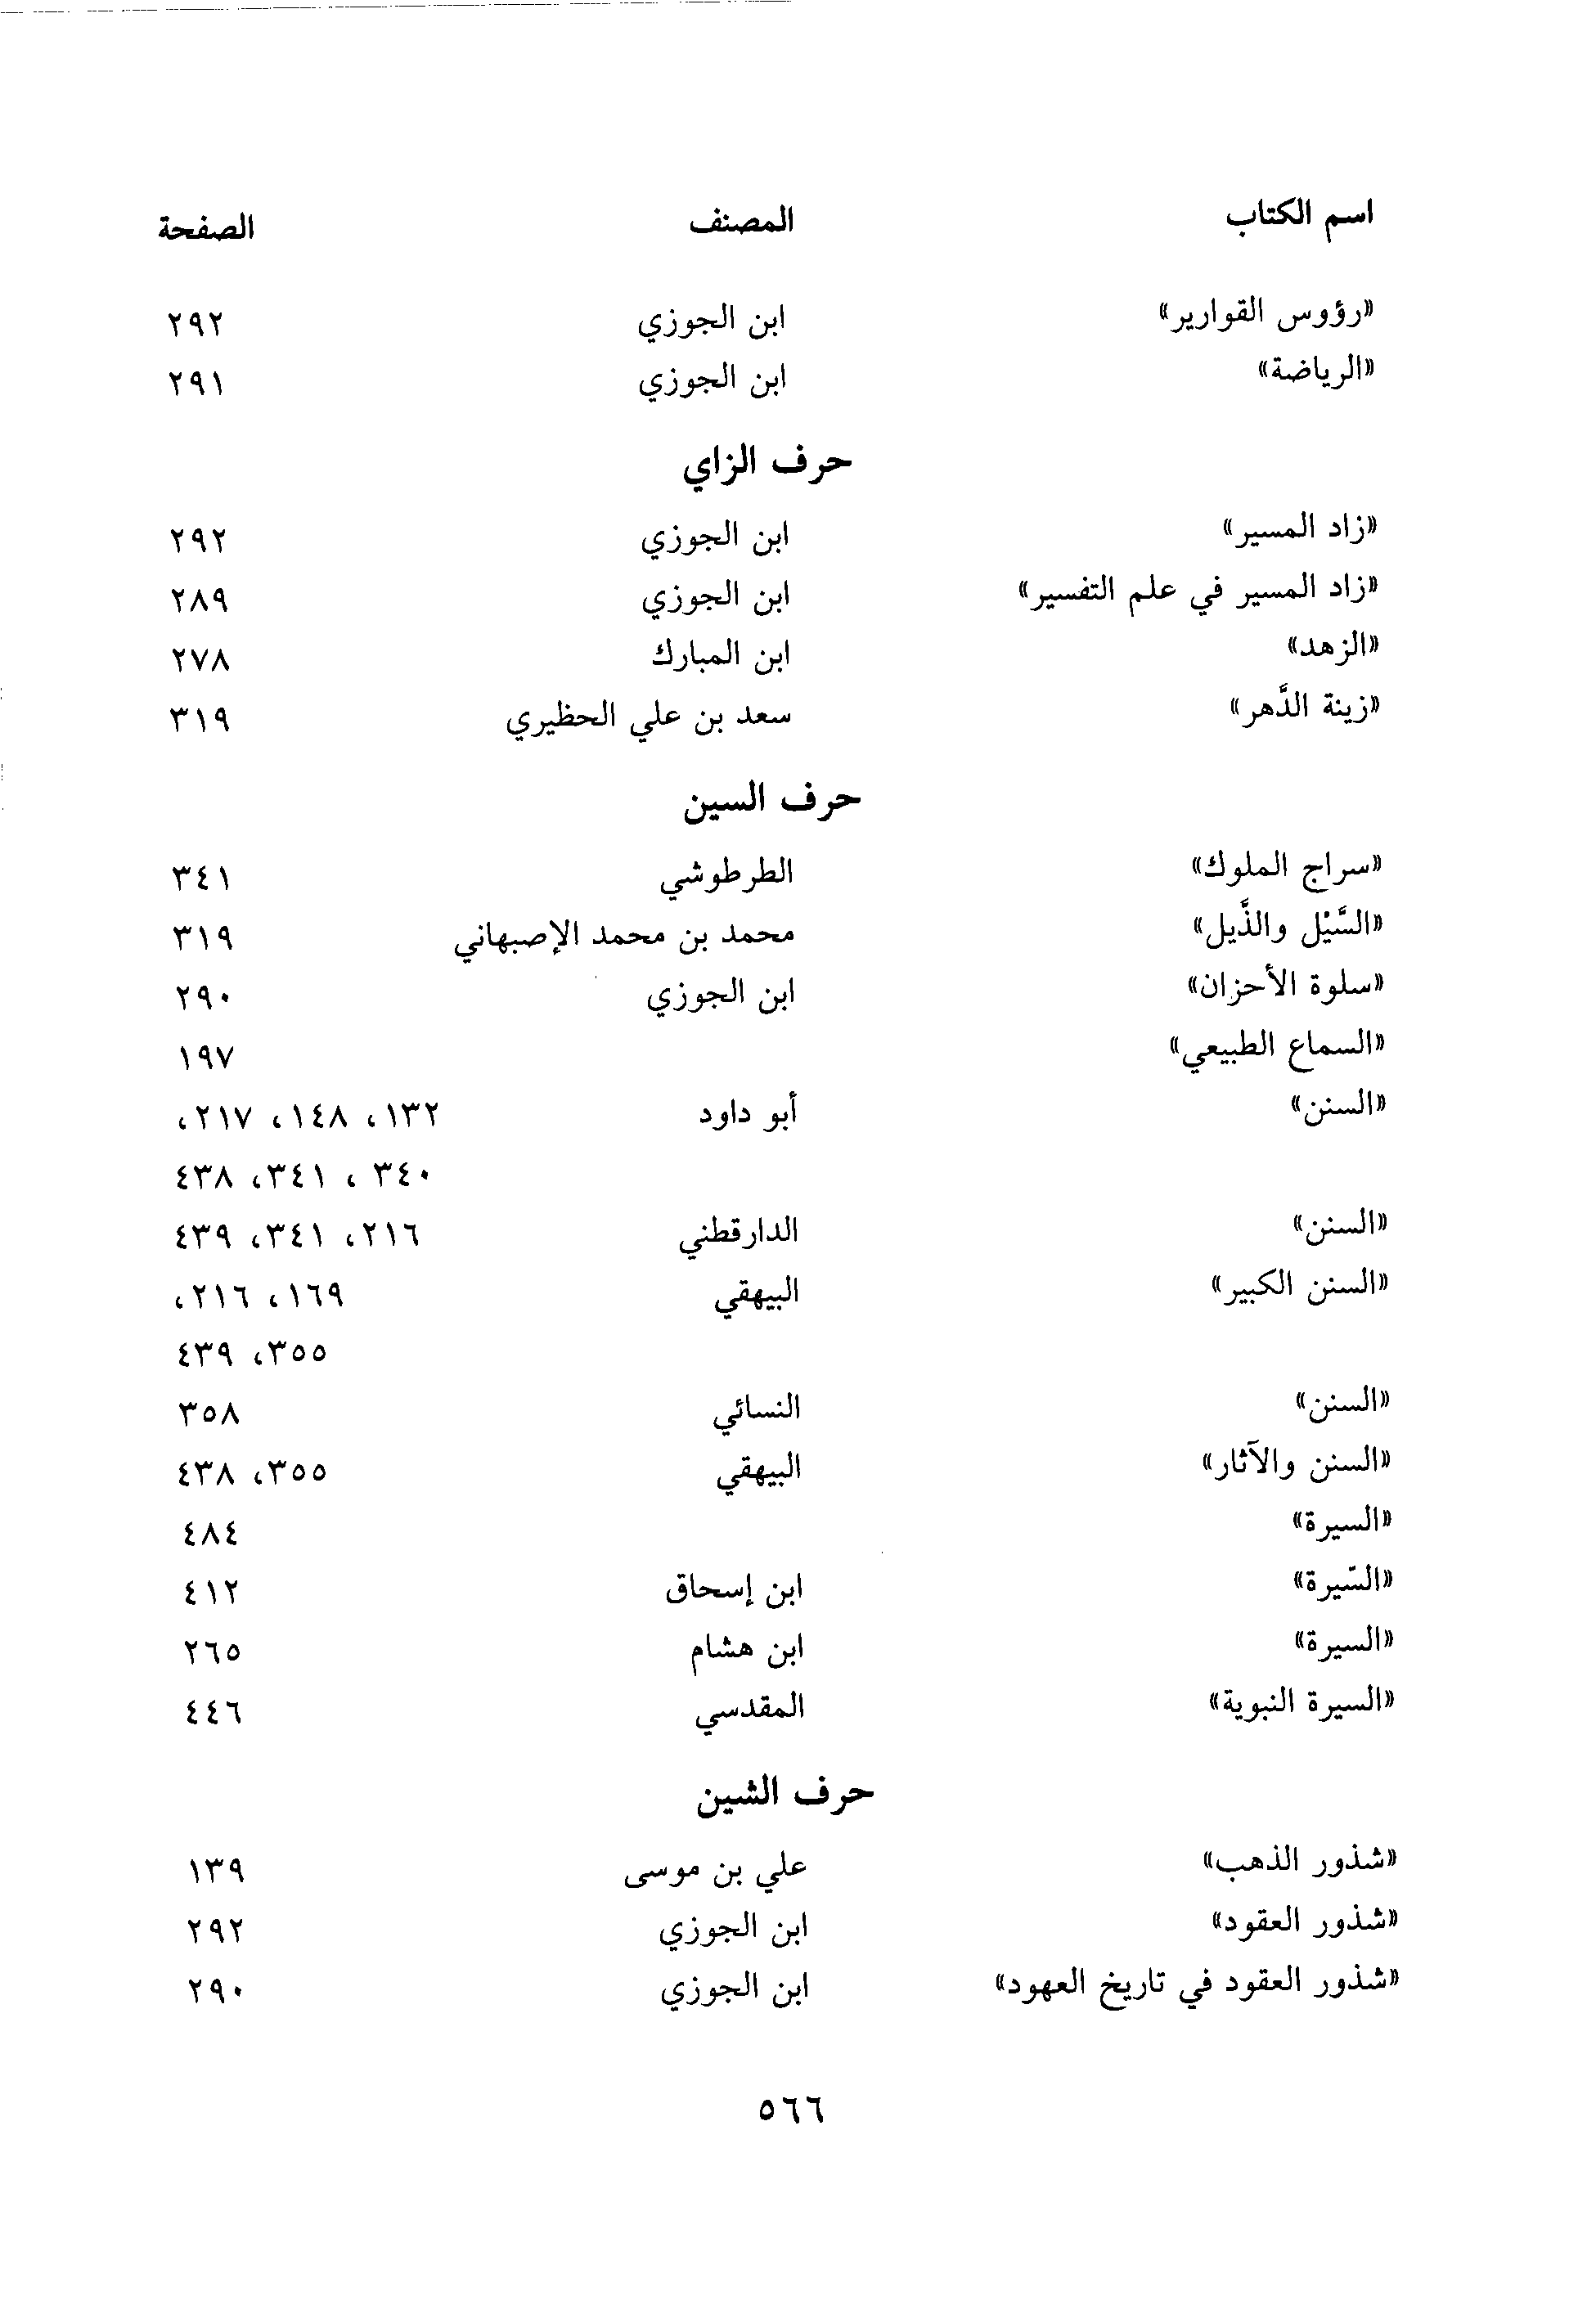 اسم الكتاب المصنف الصفحة
«رؤوس القوارير» ابن الجوزي ٢٩٢
«الرياضة» ابن الجوزي ٢٩١
حرف الزاي
«زاد المسير» ابن الجوزي ٢٩٢
«زاد المسير في علم التفسير» ابن الجوزي ٢٨٩
«الزهد» ابن المبارك ٢٧٨
«زينة الدَّهر» سعد بن علي الحظيري ٣١٩
حرف السين
«سراج الملوك» الطرطوشي ٣٤١
«السَّيْل والذَّيل» محمد بن محمد الإصبهاني ٣١٩
«سلوة الأحزان» ابن الجوزي ٢٩٠
«السماع الطبيعي» ١٩٧
«السنن» أبو داود ١٣٢، ١٤٨، ٢١٧،
٣٤٠ ، ٣٤١، ٤٣٨
«السنن» الدارقطني ٢١٦، ٣٤١، ٤٣٩
«السنن الكبير» البيهقي ١٦٩، ٢١٦،
٣٥٥، ٤٣٩
«السنن» النسائي ٣٥٨
«السنن والآثار» البيهقي ٣٥٥، ٤٣٨
«السيرة» ٤٨٤
«السّيرة» ابن إسحاق ٤١٢
«السيرة» ابن هشام ٢٦٥
«السيرة النبوية» المقدسي ٤٤٦
حرف الشين
«شذور الذهب» علي بن موسى ١٣٩
«شذور العقود» ابن الجوزي ٢٩٢
«شذور العقود في تاريخ العهود» ابن الجوزي ٢٩٠
٥٦٦